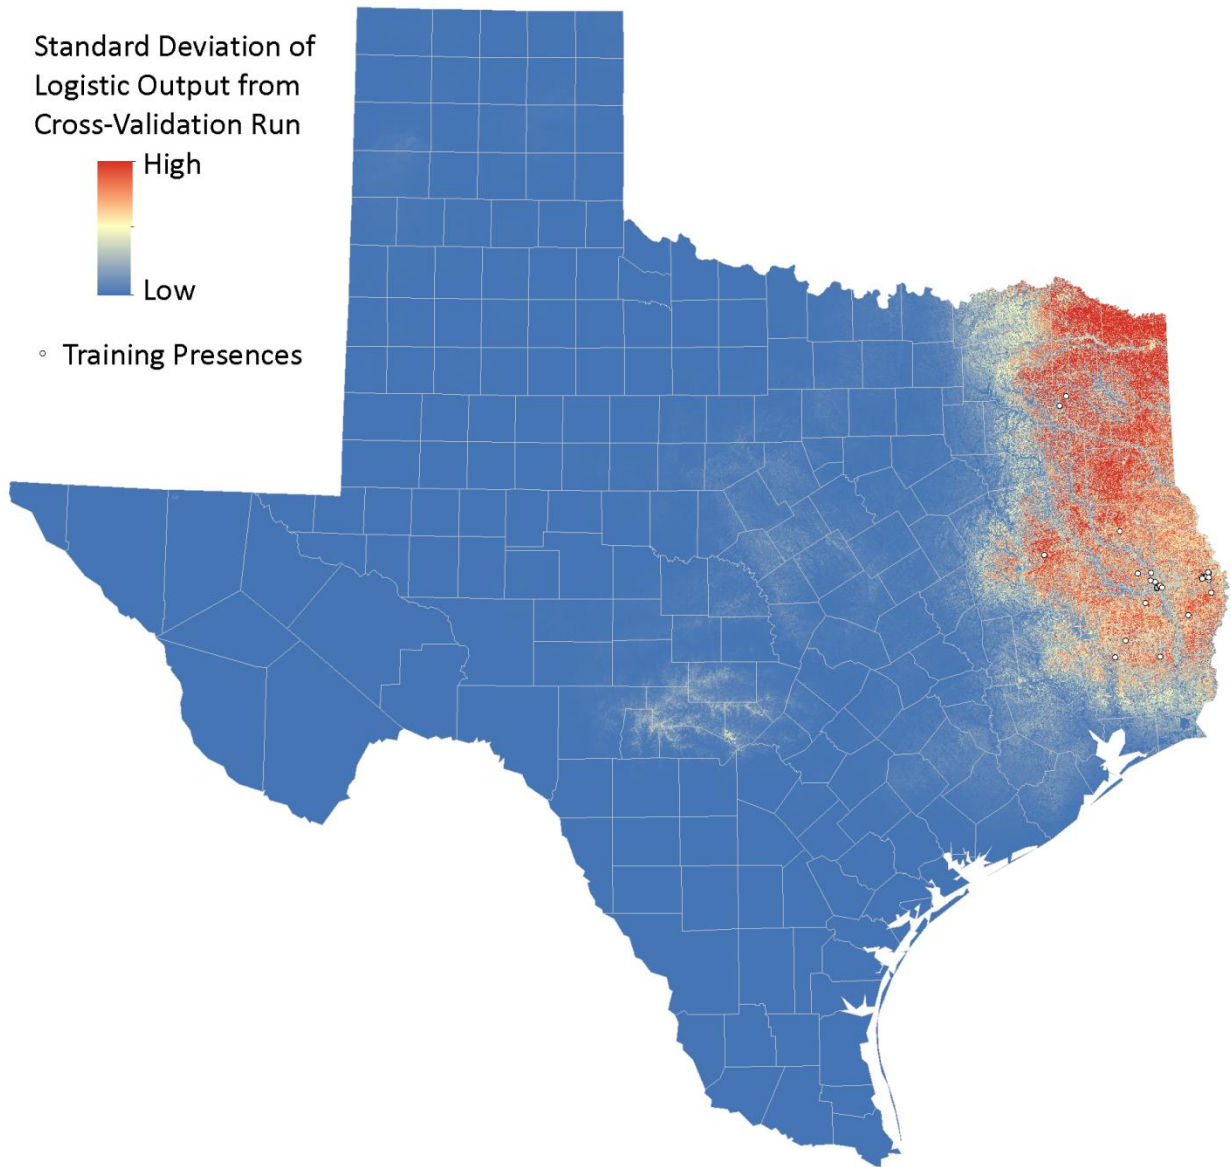 Standard Deviation of
Logistic Output from
Cross-Validation Run
High
Low
Training Presences